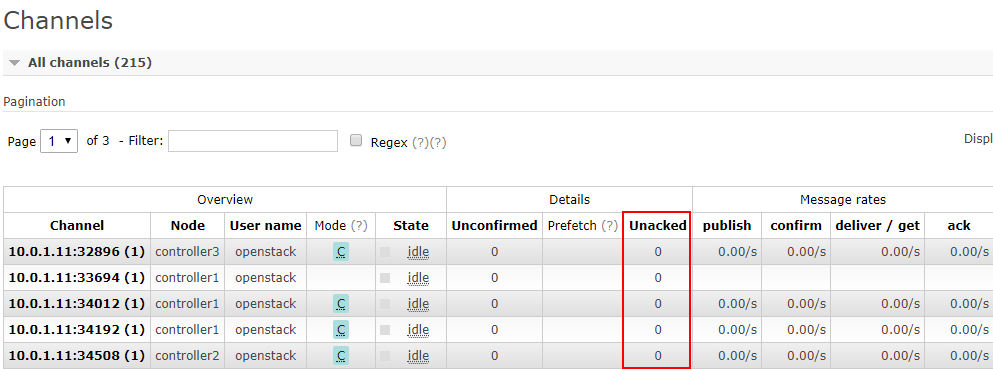 Channels
All channels (215)
Pagination
Page 1 of 3 - Filter: Regex (?)(?) Displ
Overview Details Message rates
Channel Node User name Mode (?) State Unconfirmed Prefetch (?) Unacked publish confirm deliver / get ack
10.0.1.11:32896 (1) controller3 openstack C idle 0 0 0.00/s 0.00/s 0.00/s 0.00/s
10.0.1.11:33694 (1) controller1 openstack idle 0 0
10.0.1.11:34012 (1) controller1 openstack C idle 0 0 0.00/s 0.00/s 0.00/s 0.00/s
10.0.1.11:34192 (1) controller1 openstack C idle 0 0 0.00/s 0.00/s 0.00/s 0.00/s
10.0.1.11:34508 (1) controller2 openstack C idle 0 0 0.00/s 0.00/s 0.00/s 0.00/s